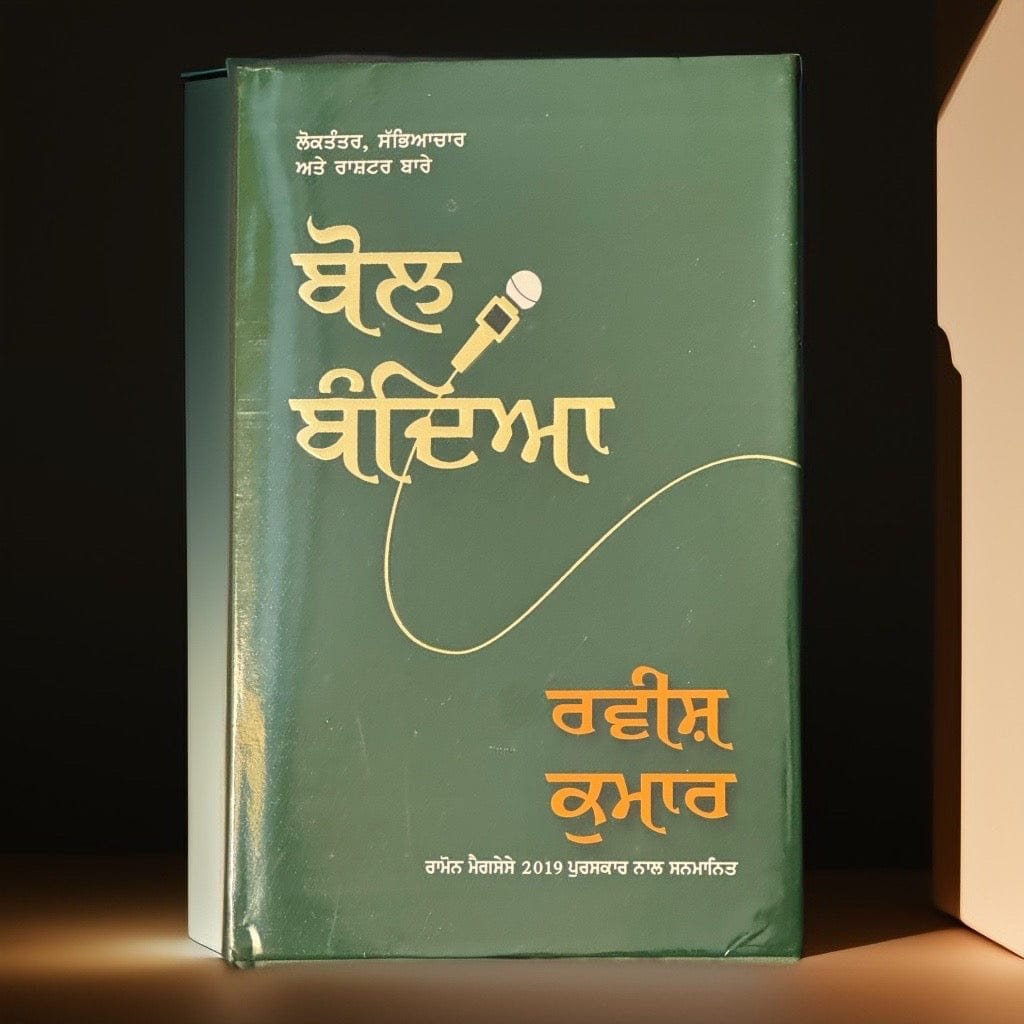 ਲੋਕਤੰਤਰ, ਸੱਭਿਆਚਾਰ
ਅਤੇ ਰਾਸ਼ਟਰ ਬਾਰੇ
ਬੋਲ
ਬੰਦਿਆ
ਰਵੀਸ਼
ਕੁਮਾਰ
ਰਾਮੋਨ ਮੈਗਸੇਸੇ 2019 ਪੁਰਸਕਾਰ ਨਾਲ ਸਨਮਾਨਿਤ